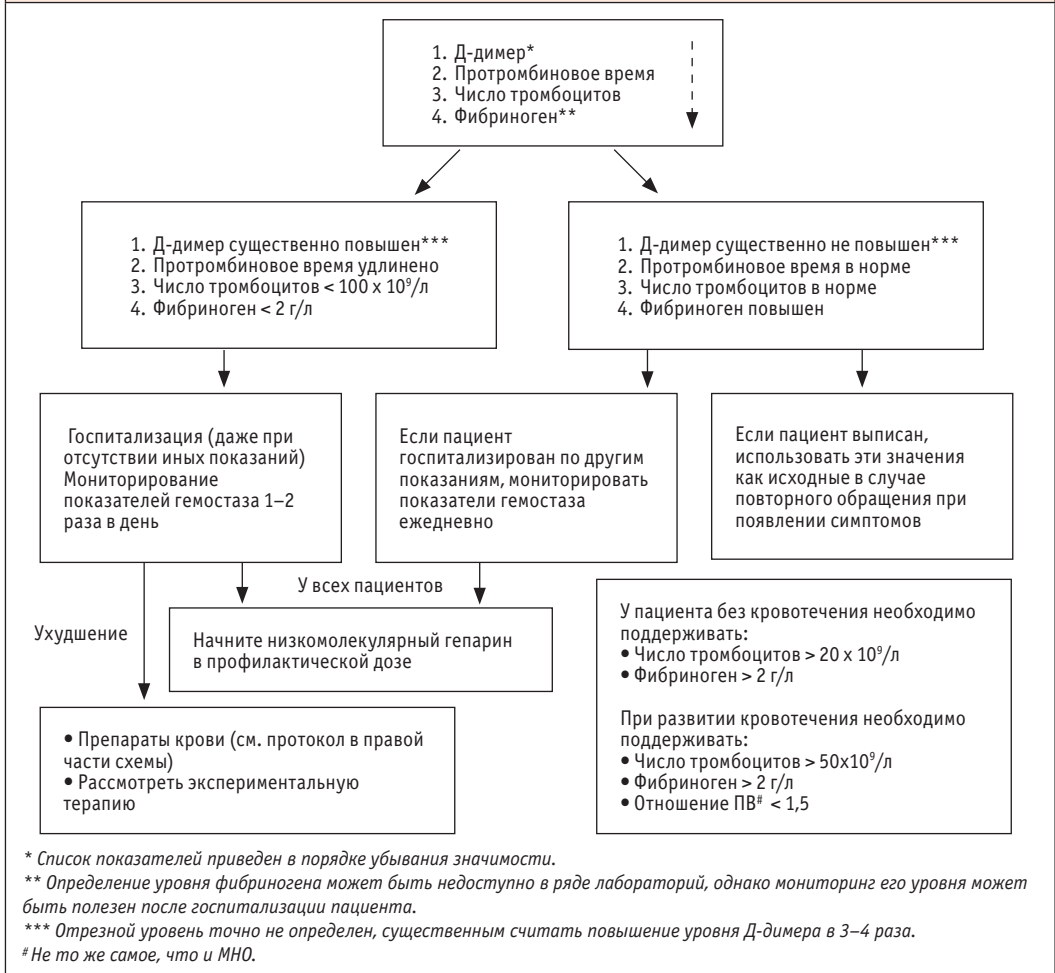 1. Д-димер*
2. Протромбиновое время
3. Число тромбоцитов
4. Фибриноген**
1. Д-димер существенно повышен***
2. Протромбиновое время удлинено
3. Число тромбоцитов < 100 x 10⁹/л
4. Фибриноген < 2 г/л
1. Д-димер существенно не повышен***
2. Протромбиновое время в норме
3. Число тромбоцитов в норме
4. Фибриноген повышен
Госпитализация (даже при
отсутствии иных показаний)
Мониторирование
показателей гемостаза 1–2
раза в день
Если пациент
госпитализирован по другим
показаниям, мониторировать
показатели гемостаза
ежедневно
Если пациент выписан,
использовать эти значения
как исходные в случае
повторного обращения при
появлении симптомов
У всех пациентов
Ухудшение
Начните низкомолекулярный гепарин
в профилактической дозе
• Препараты крови (см. протокол в правой
части схемы)
• Рассмотреть экспериментальную
терапию
У пациента без кровотечения необходимо
поддерживать:
• Число тромбоцитов > 20 x 10⁹/л
• Фибриноген > 2 г/л
При развитии кровотечения необходимо
поддерживать:
• Число тромбоцитов > 50x10⁹/л
• Фибриноген > 2 г/л
• Отношение ПВ# < 1,5
* Список показателей приведен в порядке убывания значимости.
** Определение уровня фибриногена может быть недоступно в ряде лабораторий, однако мониторинг его уровня может
быть полезен после госпитализации пациента.
*** Отрезной уровень точно не определен, существенным считать повышение уровня Д-димера в 3–4 раза.
# Не то же самое, что и МНО.